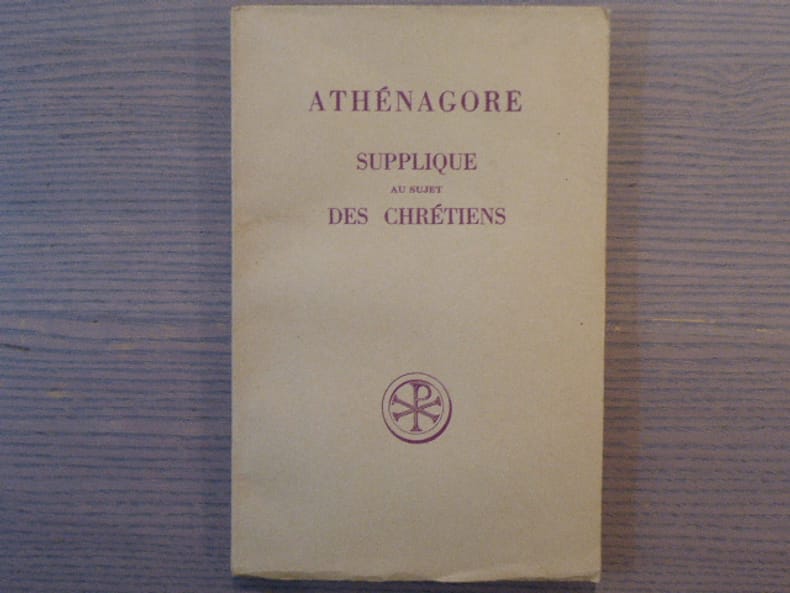 ATHÉNAGORE
SUPPLIQUE
AU SUJET
DES CHRÉTIENS